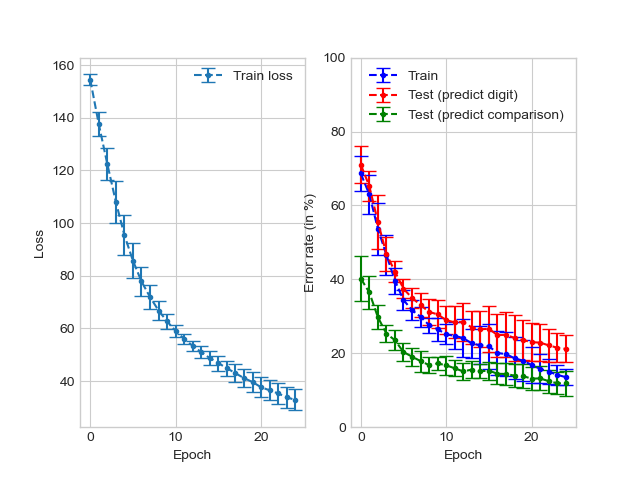 160
140
120
100
80
60
40
0
10
20
Epoch
Loss
Train loss
100
80
60
40
20
0
0
10
20
Epoch
Error rate (in %)
Train
Test (predict digit)
Test (predict comparison)